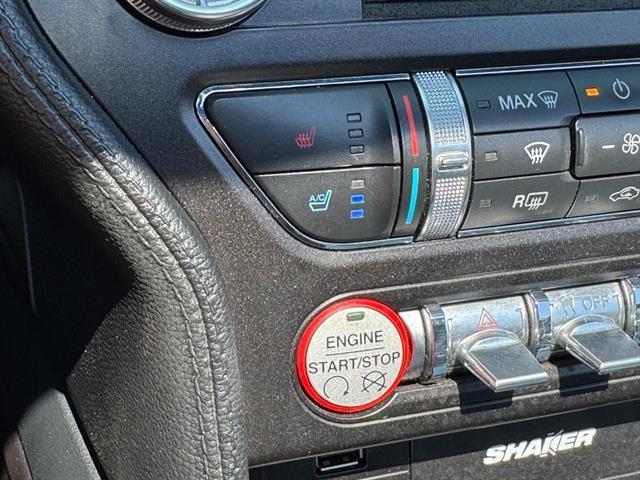 MAX
A/C
R
ENGINE
START/STOP
OFF
SHAKER